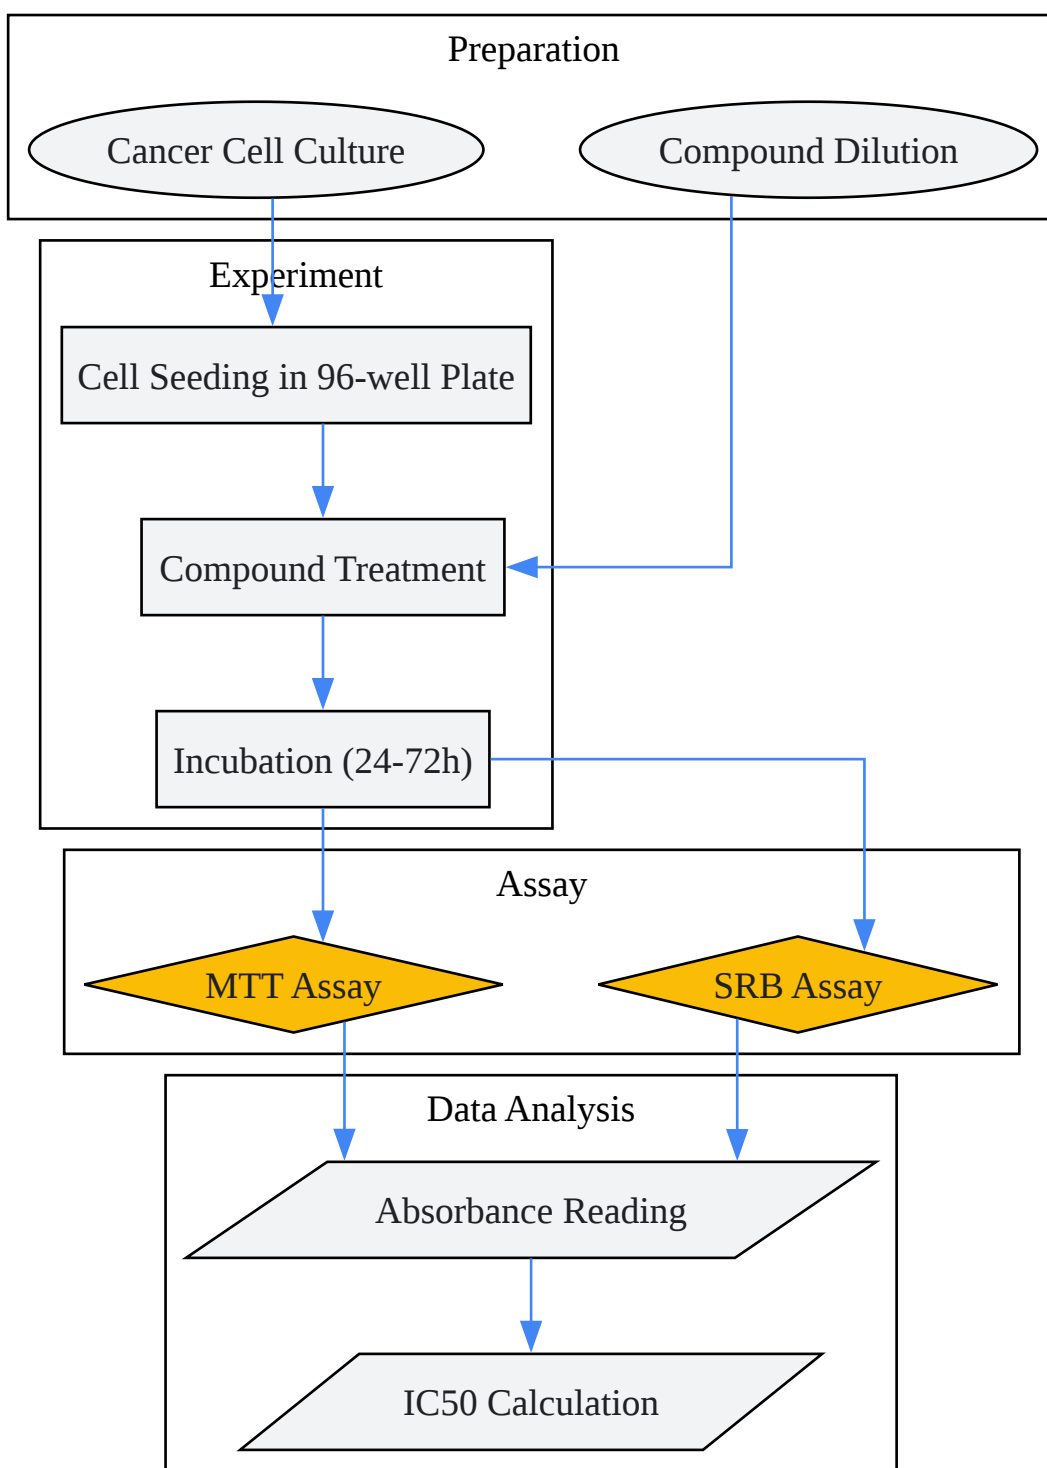 Preparation
Cancer Cell Culture
Compound Dilution
Experiment
Cell Seeding in 96-well Plate
Compound Treatment
Incubation (24-72h)
Assay
MTT Assay
SRB Assay
Data Analysis
Absorbance Reading
IC50 Calculation